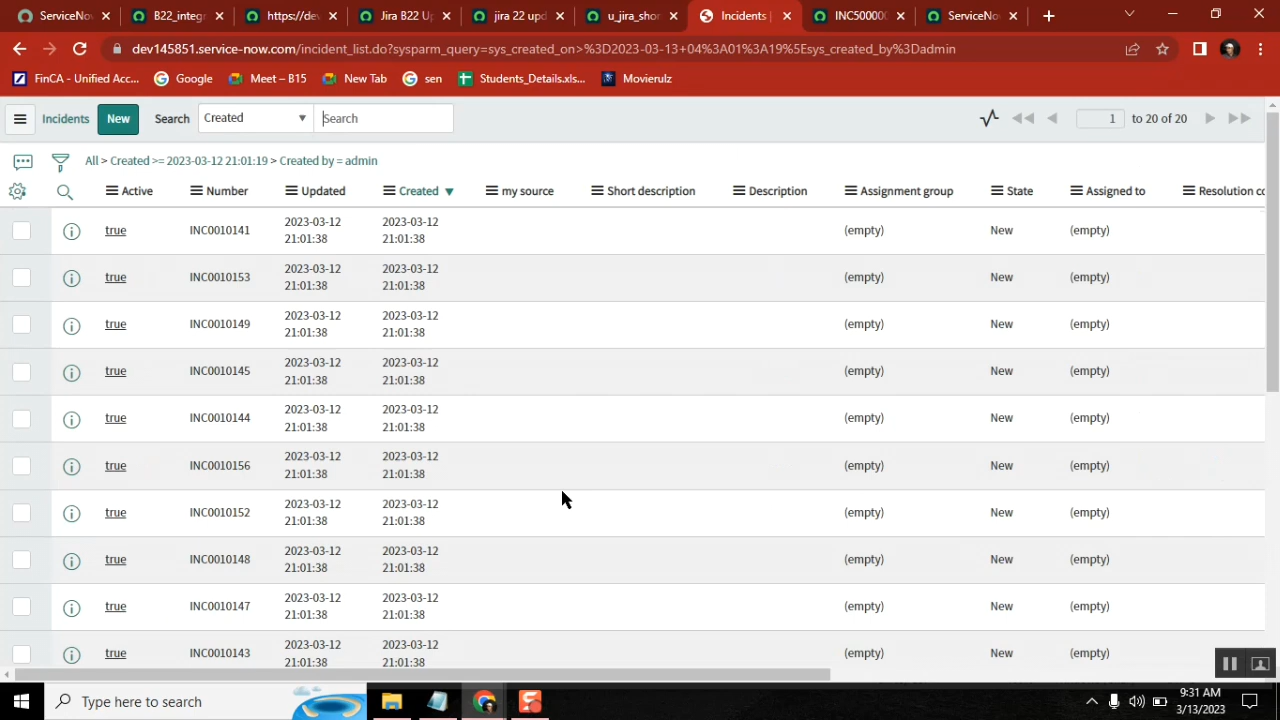 ServiceNo
B22_integr
https://dev
Jira B22 Up
jira 22 upd
u_jira_shor
Incidents |
INC500000
ServiceNo
dev145851.service-now.com/incident_list.do?sysparm_query=sys_created_on>%3D2023-03-13+04%3A01%3A19%5Esys_created_by%3Dadmin
FinCA - Unified Acc...
Google
Meet – B15
New Tab
sen
Students_Details.xls...
Movierulz
Incidents New Search Created Search 1 to 20 of 20
All > Created >= 2023-03-12 21:01:19 > Created by = admin
Active Number Updated Created my source Short description Description Assignment group State Assigned to Resolution co
true INC0010141 2023-03-12 21:01:38 2023-03-12 21:01:38 (empty) New (empty)
true INC0010153 2023-03-12 21:01:38 2023-03-12 21:01:38 (empty) New (empty)
true INC0010149 2023-03-12 21:01:38 2023-03-12 21:01:38 (empty) New (empty)
true INC0010145 2023-03-12 21:01:38 2023-03-12 21:01:38 (empty) New (empty)
true INC0010144 2023-03-12 21:01:38 2023-03-12 21:01:38 (empty) New (empty)
true INC0010156 2023-03-12 21:01:38 2023-03-12 21:01:38 (empty) New (empty)
true INC0010152 2023-03-12 21:01:38 2023-03-12 21:01:38 (empty) New (empty)
true INC0010148 2023-03-12 21:01:38 2023-03-12 21:01:38 (empty) New (empty)
true INC0010147 2023-03-12 21:01:38 2023-03-12 21:01:38 (empty) New (empty)
true INC0010143 2023-03-12 21:01:38 2023-03-12 21:01:38 (empty) New (empty)
Type here to search
9:31 AM
3/13/2023